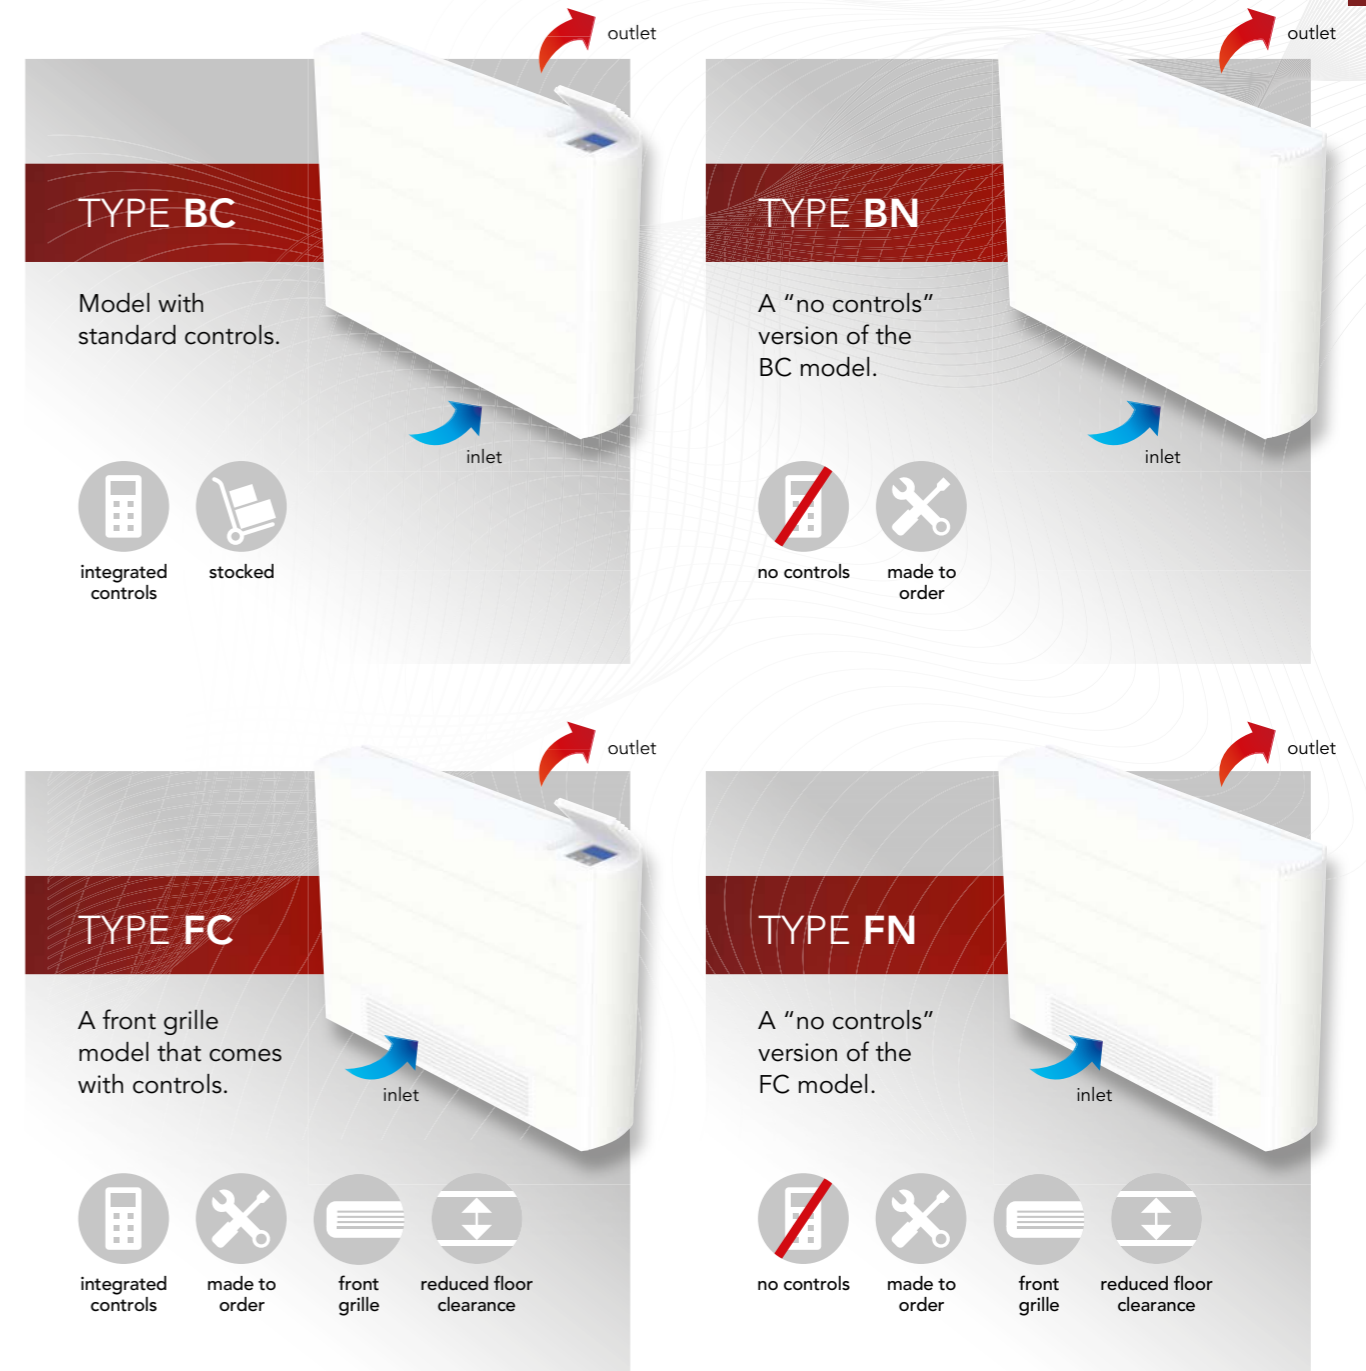 outlet
TYPE BC
Model with
standard controls.
inlet
integrated
controls
stocked
outlet
TYPE BN
A “no controls”
version of the
BC model.
inlet
no controls
made to
order
outlet
TYPE FC
A front grille
model that comes
with controls.
inlet
integrated
controls
made to
order
front
grille
reduced floor
clearance
outlet
TYPE FN
A “no controls”
version of the
FC model.
inlet
no controls
made to
order
front
grille
reduced floor
clearance